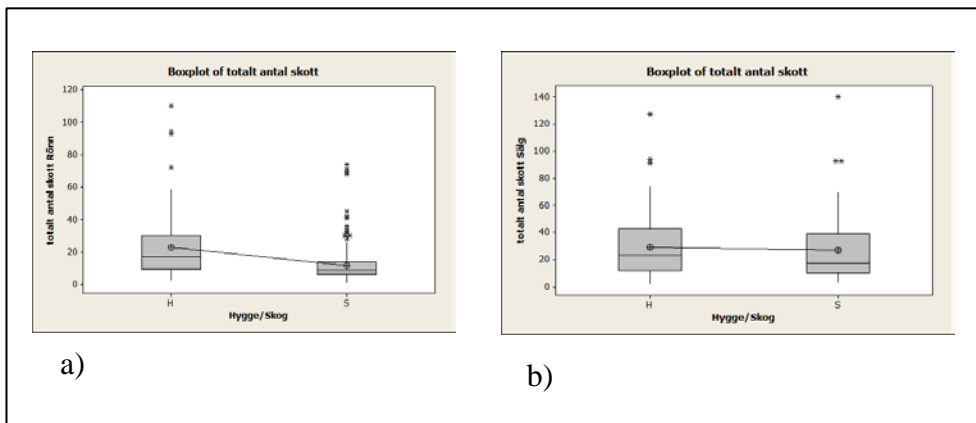 Boxplot of totalt antal skott
totalt antal skott Rönn
120
100
80
60
40
20
0
H
S
Hygge/Skog
a)
Boxplot of totalt antal skott
totalt antal skott Sälg
140
120
100
80
60
40
20
0
H
S
Hygge/Skog
b)